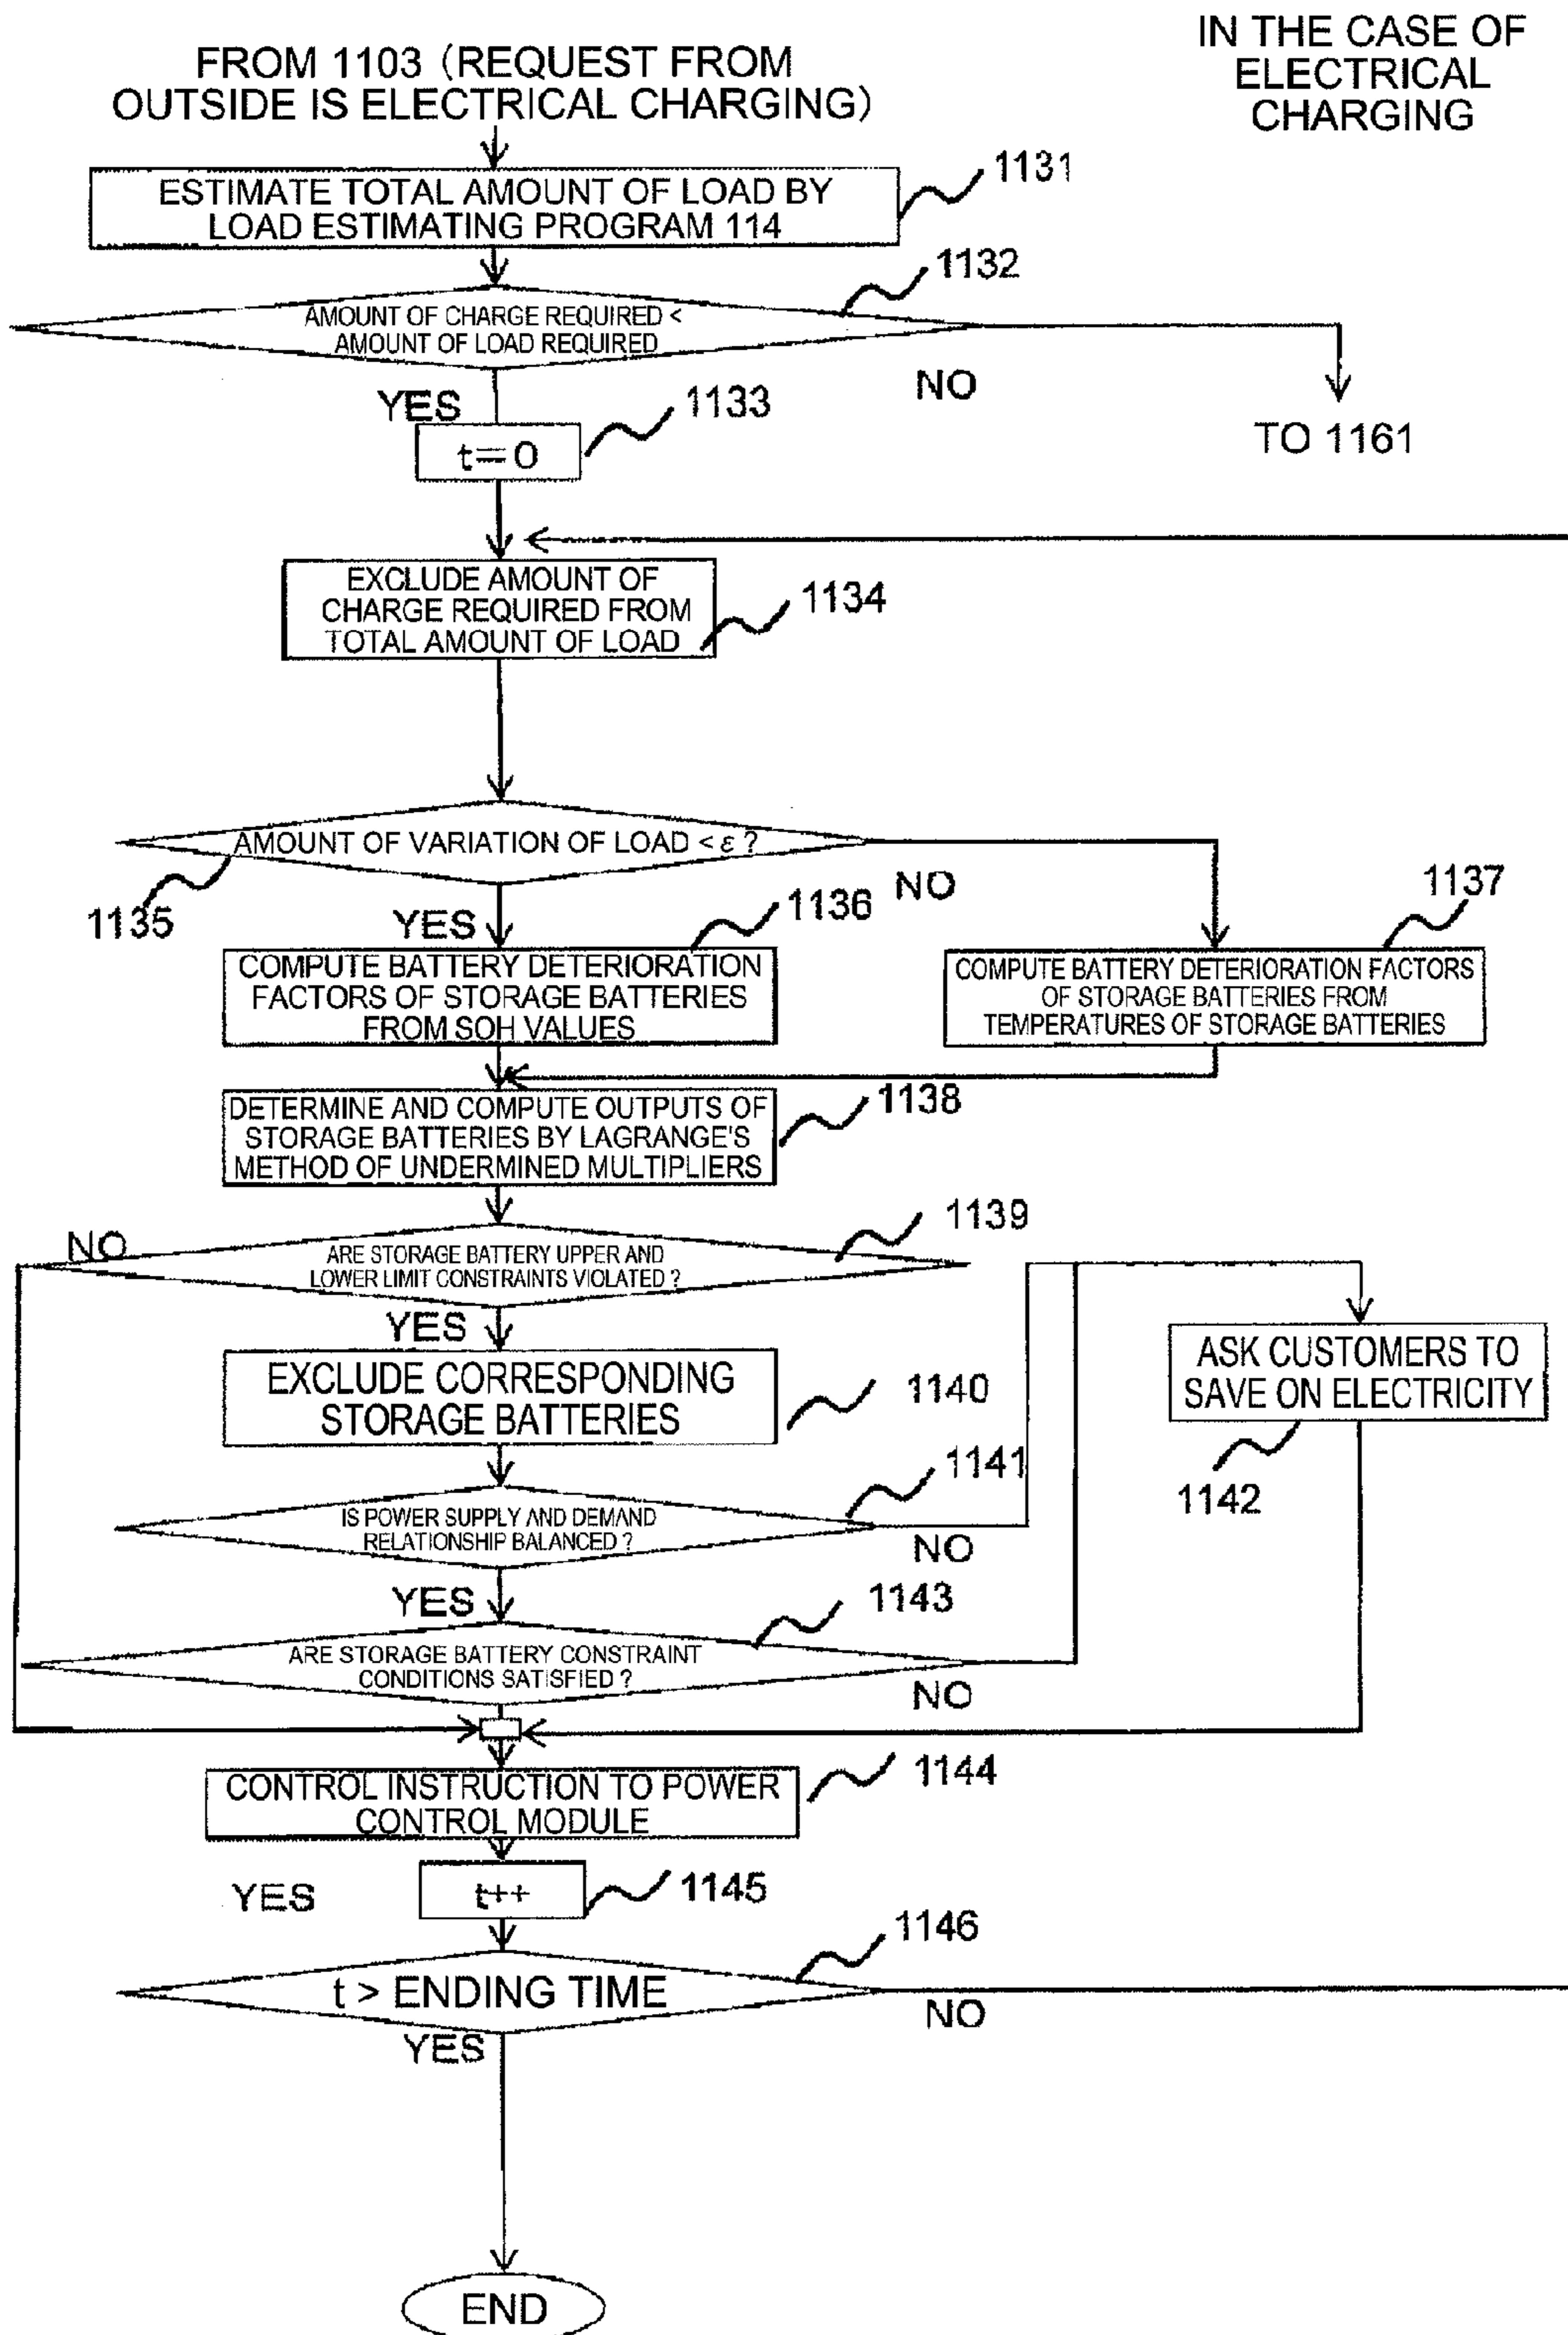 IN THE CASE OF
ELECTRICAL
CHARGING
FROM 1103 (REQUEST FROM
OUTSIDE IS ELECTRICAL CHARGING)
1131
ESTIMATE TOTAL AMOUNT OF LOAD BY
LOAD ESTIMATING PROGRAM 114
1132
AMOUNT OF CHARGE REQUIRED <
AMOUNT OF LOAD REQUIRED
NO
YES
1133
t=0
TO 1161
EXCLUDE AMOUNT OF
CHARGE REQUIRED FROM
TOTAL AMOUNT OF LOAD
1134
AMOUNT OF VARIATION OF LOAD < ε ?
1135
NO
YES
1136
1137
COMPUTE BATTERY DETERIORATION
FACTORS OF STORAGE BATTERIES
FROM SOH VALUES
COMPUTE BATTERY DETERIORATION FACTORS
OF STORAGE BATTERIES FROM
TEMPERATURES OF STORAGE BATTERIES
1138
DETERMINE AND COMPUTE OUTPUTS OF
STORAGE BATTERIES BY LAGRANGE'S
METHOD OF UNDERMINED MULTIPLIERS
1139
NO
ARE STORAGE BATTERY UPPER AND
LOWER LIMIT CONSTRAINTS VIOLATED ?
YES
EXCLUDE CORRESPONDING
STORAGE BATTERIES
1140
ASK CUSTOMERS TO
SAVE ON ELECTRICITY
1142
1141
IS POWER SUPPLY AND DEMAND
RELATIONSHIP BALANCED ?
NO
YES
1143
ARE STORAGE BATTERY CONSTRAINT
CONDITIONS SATISFIED ?
NO
1144
CONTROL INSTRUCTION TO POWER
CONTROL MODULE
YES
t++
1145
1146
t > ENDING TIME
NO
YES
END